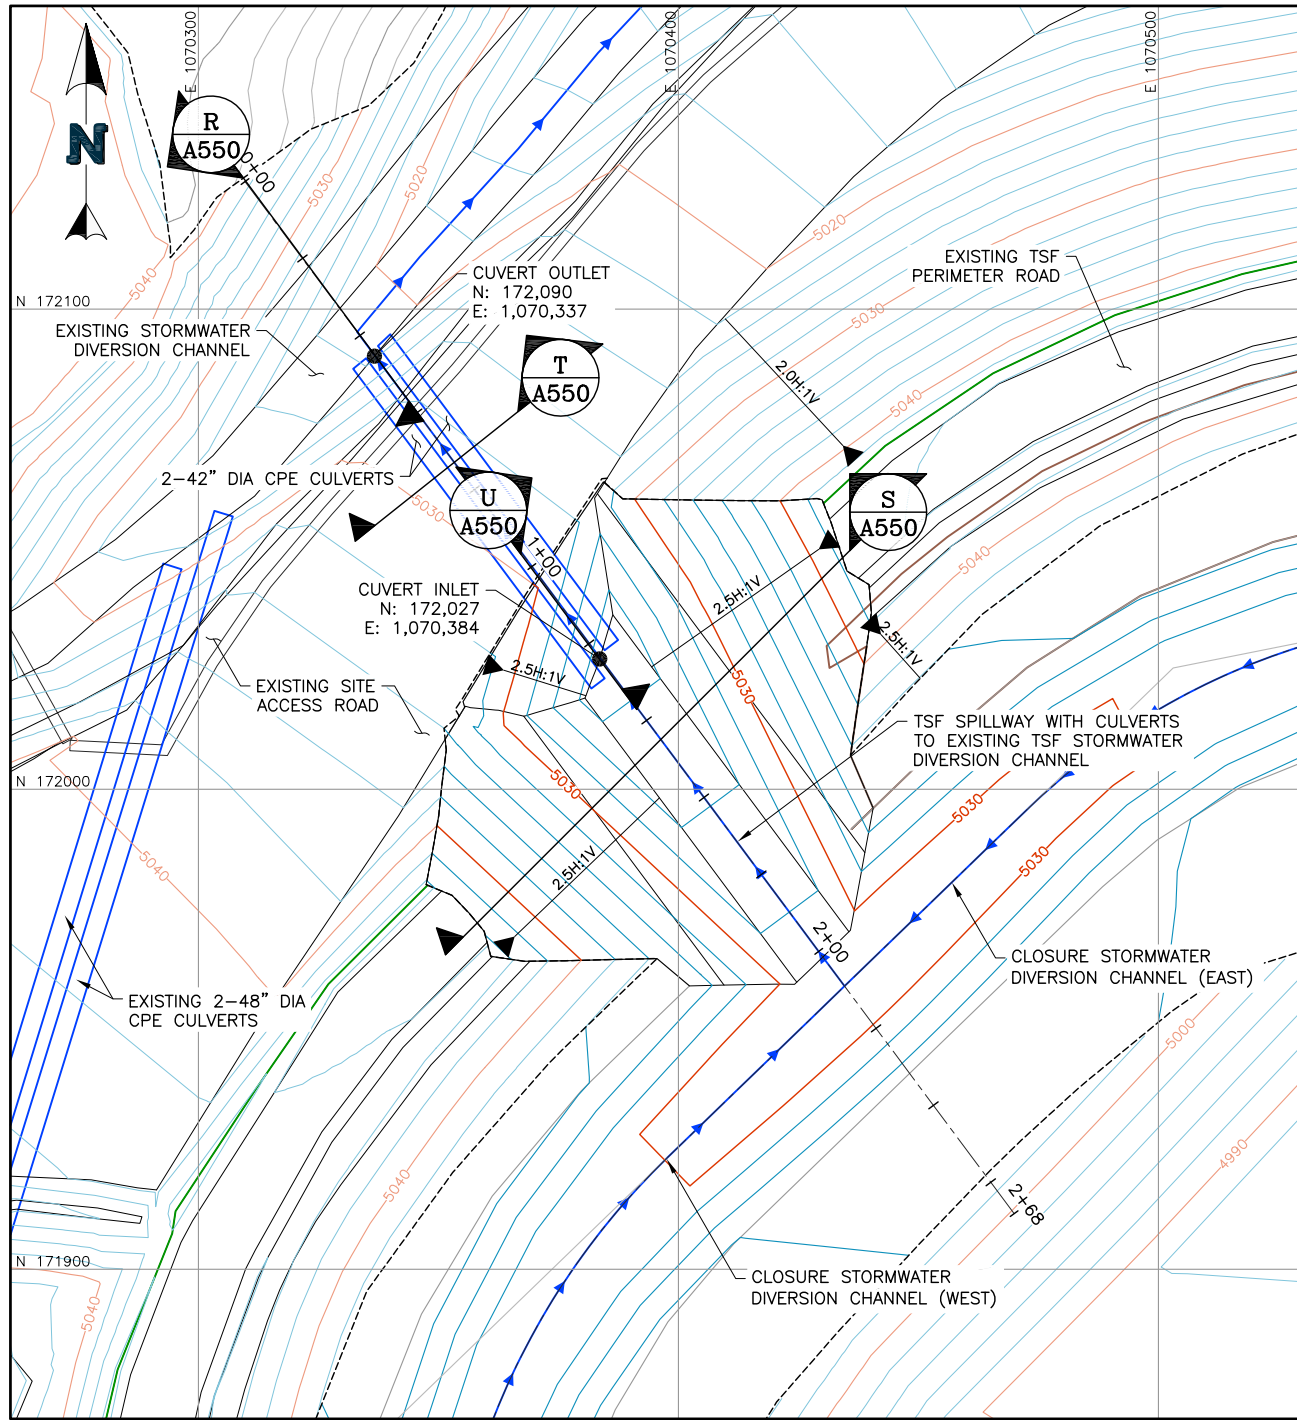 E 1070300
E 1070400
E 1070500
N
R
A550
0+00
5030
5020
5040
5020
CUVERT OUTLET
N: 172,090
E: 1,070,337
EXISTING TSF
PERIMETER ROAD
N 172100
EXISTING STORMWATER
DIVERSION CHANNEL
5030
T
A550
2.0H:1V
5040
2-42” DIA CPE CULVERTS
5030
U
A550
S
A550
1+00
5040
CUVERT INLET
N: 172,027
E: 1,070,384
2.5H:1V
2.5H:1V
2.5H:1V
5030
EXISTING SITE
ACCESS ROAD
TSF SPILLWAY WITH CULVERTS
TO EXISTING TSF STORMWATER
DIVERSION CHANNEL
N 172000
5030
5030
5030
5040
2.5H:1V
2+00
CLOSURE STORMWATER
DIVERSION CHANNEL (EAST)
EXISTING 2-48” DIA
CPE CULVERTS
5000
4990
5040
2+68
N 171900
CLOSURE STORMWATER
DIVERSION CHANNEL (WEST)
5040